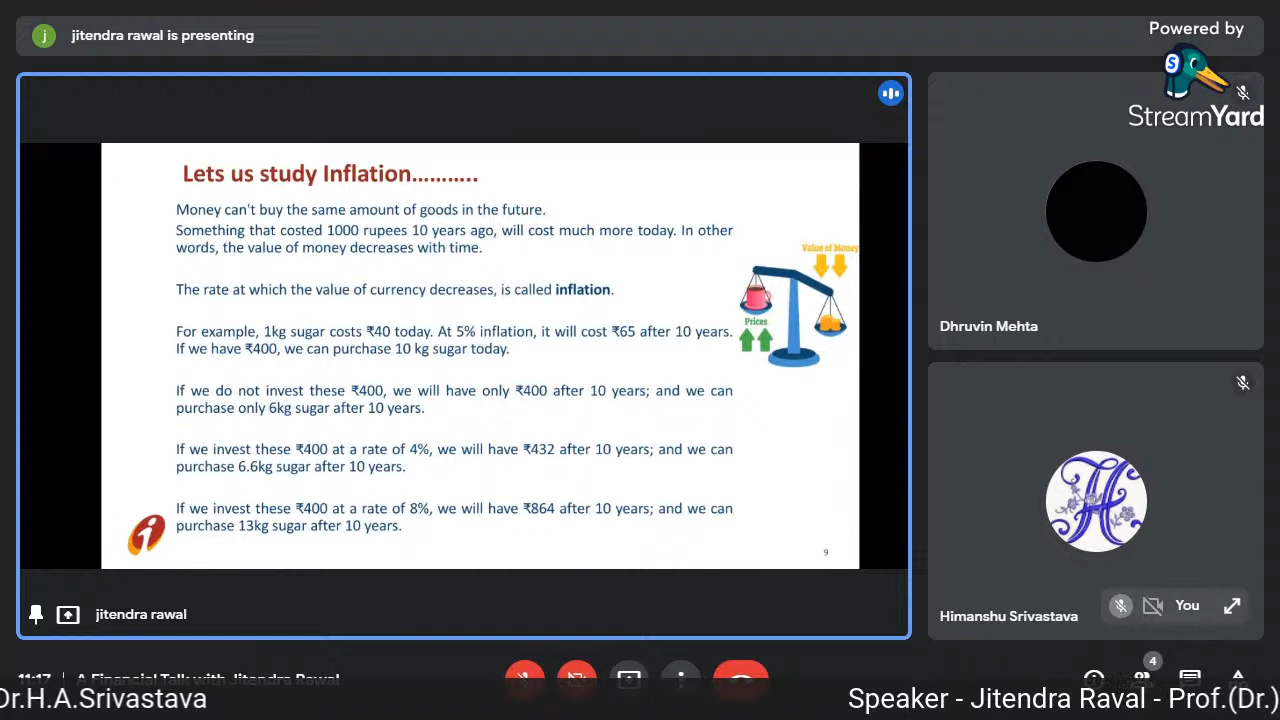 j jitendra rawal is presenting
Powered by
StreamYard
Lets us study Inflation………..
Money can't buy the same amount of goods in the future.
Something that costed 1000 rupees 10 years ago, will cost much more today. In other
words, the value of money decreases with time.
The rate at which the value of currency decreases, is called inflation.
For example, 1kg sugar costs ₹40 today. At 5% inflation, it will cost ₹65 after 10 years.
If we have ₹400, we can purchase 10 kg sugar today.
If we do not invest these ₹400, we will have only ₹400 after 10 years; and we can
purchase only 6kg sugar after 10 years.
If we invest these ₹400 at a rate of 4%, we will have ₹432 after 10 years; and we can
purchase 6.6kg sugar after 10 years.
If we invest these ₹400 at a rate of 8%, we will have ₹864 after 10 years; and we can
purchase 13kg sugar after 10 years.
Value of Money
Prices
9
jitendra rawal
Dhruvin Mehta
H
Himanshu Srivastava
You
11:17 | A Financial Talk with Jitendra Rawal
4
Dr.H.A.Srivastava
Speaker - Jitendra Raval - Prof.(Dr.)